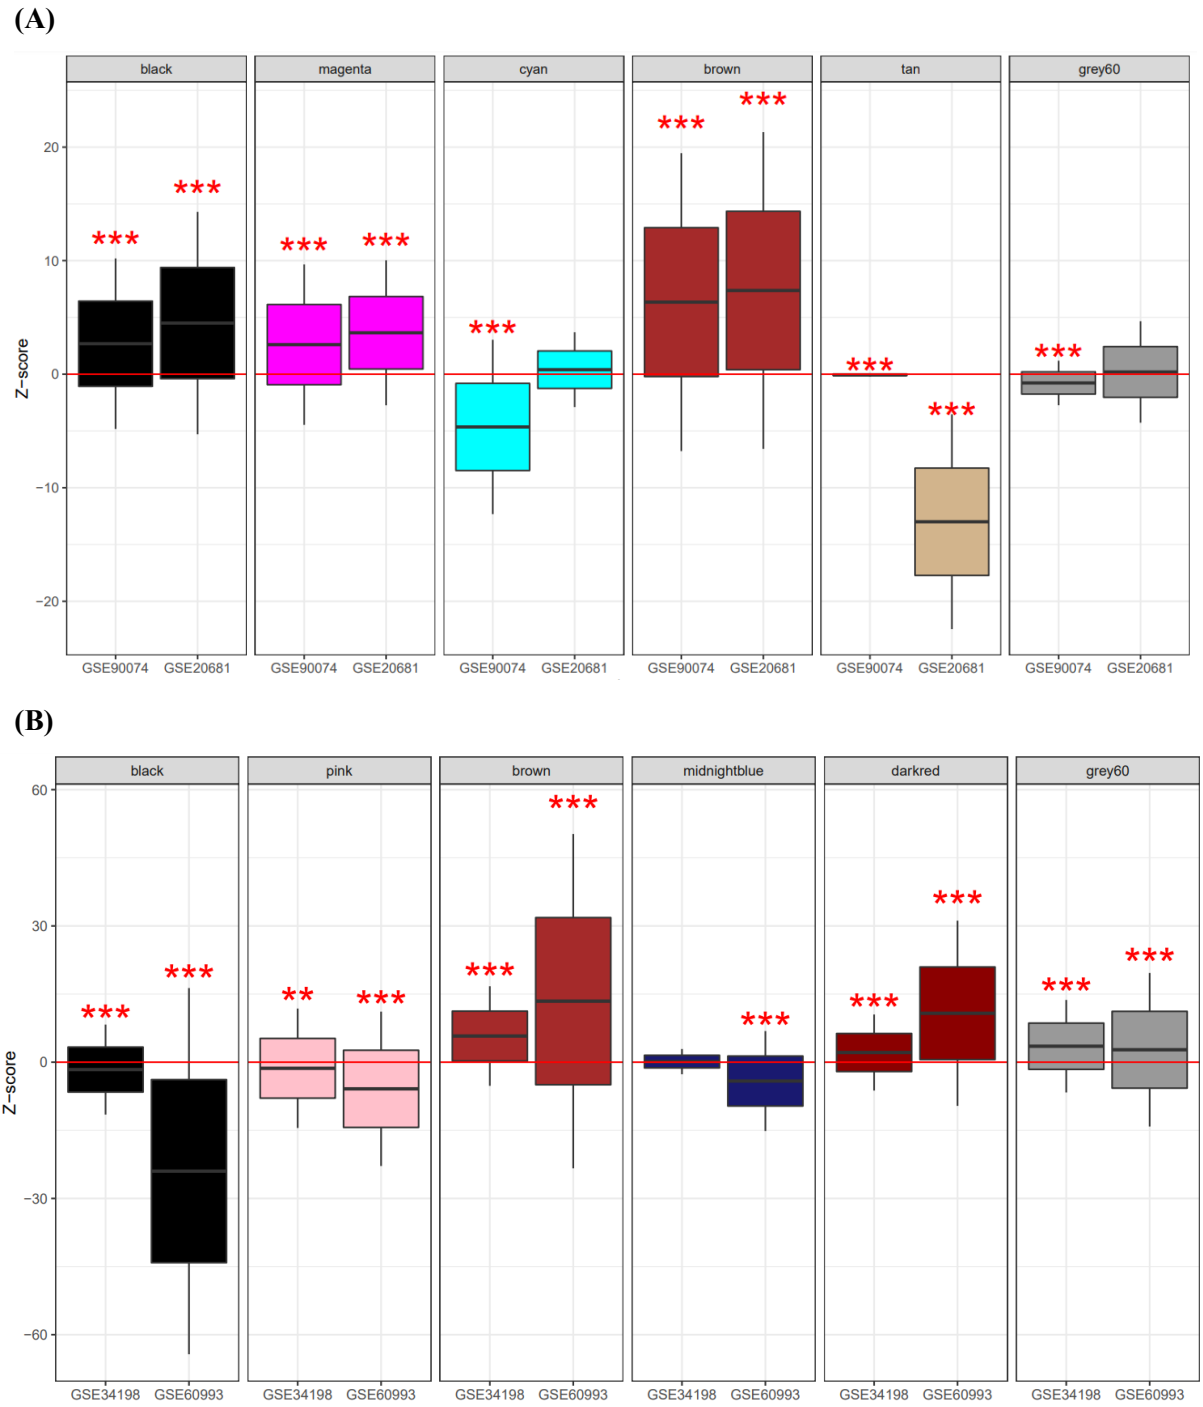 (A)
black magenta cyan brown tan grey60
*** *** *** *** *** *** *** *** *** ***
Z-score
20
10
0
−10
−20
GSE90074 GSE20681 GSE90074 GSE20681 GSE90074 GSE20681 GSE90074 GSE20681 GSE90074 GSE20681 GSE90074 GSE20681
(B)
black pink brown midnightblue darkred grey60
*** *** ** *** *** *** *** *** *** *** ***
Z-score
60
30
0
−30
−60
GSE34198 GSE60993 GSE34198 GSE60993 GSE34198 GSE60993 GSE34198 GSE60993 GSE34198 GSE60993 GSE34198 GSE60993